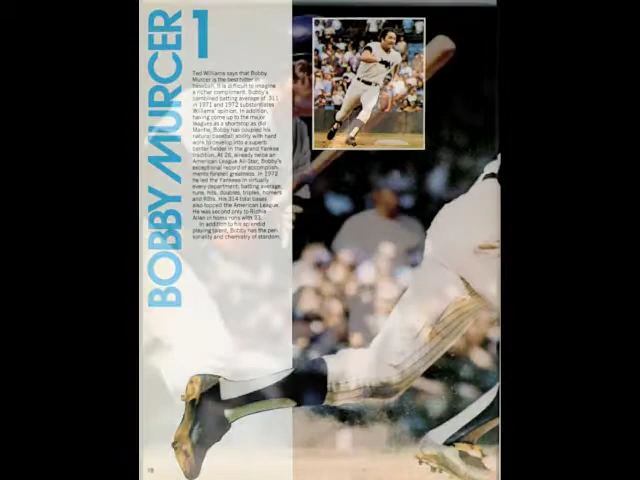 BOBBY MURCER
1
Ted Williams says that Bobby
Murcer is the best hitter in
baseball. It is difficult to imagine
a richer compliment. Bobby's
combined batting average of .311
in 1971 and 1972 substantiates
Williams' opinion. In addition,
having come up to the major
leagues as a shortstop as did
Mantle, Bobby has coupled his
natural baseball ability with hard
work to develop into a superb
center fielder in the grand Yankee
tradition. At 26, already twice an
American League All-Star, Bobby's
exceptional record of accomplish-
ments foretell greatness. In 1972
he led the Yankees in virtually
every department: batting average,
runs, hits, doubles, triples, homers
and RBIs. His 314 total bases
also topped the American League.
He was second only to Richie
Allen in home runs with 33.
In addition to his splendid
playing talent, Bobby has the per-
sonality and chemistry of stardom.